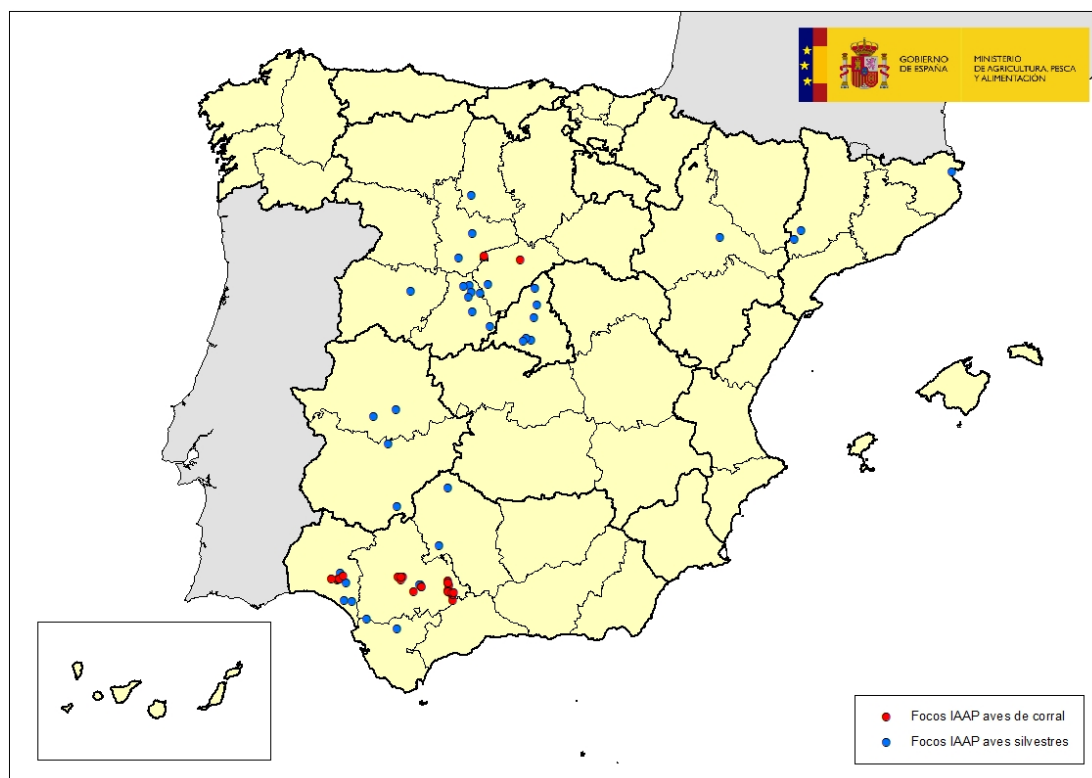 GOBIERNO
DE ESPAÑA
MINISTERIO
DE AGRICULTURA, PESCA
Y ALIMENTACIÓN
Focos IAAP aves de corral
Focos IAAP aves silvestres